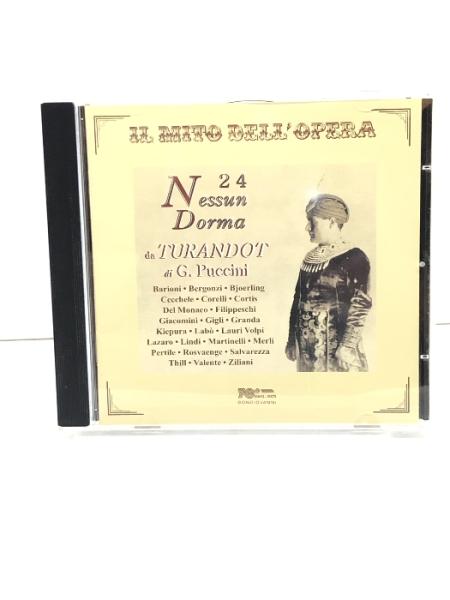 IL MITO DELL'OPERA
24
Nessun
Dorma
da TURANDOT
di G. Puccini
Barioni • Bergonzi • Bjoerling
Cecchele • Corelli • Cortis
Del Monaco • Filippeschi
Giacomini • Gigli • Granda
Kiepura • Labò • Lauri Volpi
Lazaro • Lindi • Martinelli • Merli
Pertile • Rosvaenge • Salvarezza
Thill • Valente • Ziliani
BONGIOVANNI